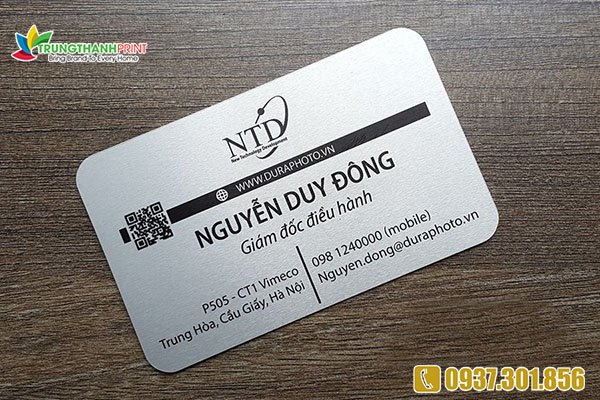 TRUNGTHANHPRINT
Bring Brand To Every Home
NTD
New Technology Development
WWW.DURAPHOTO.VN
NGUYỄN DUY ĐÔNG
Giám đốc điều hành
P505 - CT1 Vimeco
Trung Hòa, Cầu Giấy, Hà Nội
098 1240000 (mobile)
Nguyen.dong@duraphoto.vn
0937.301.856